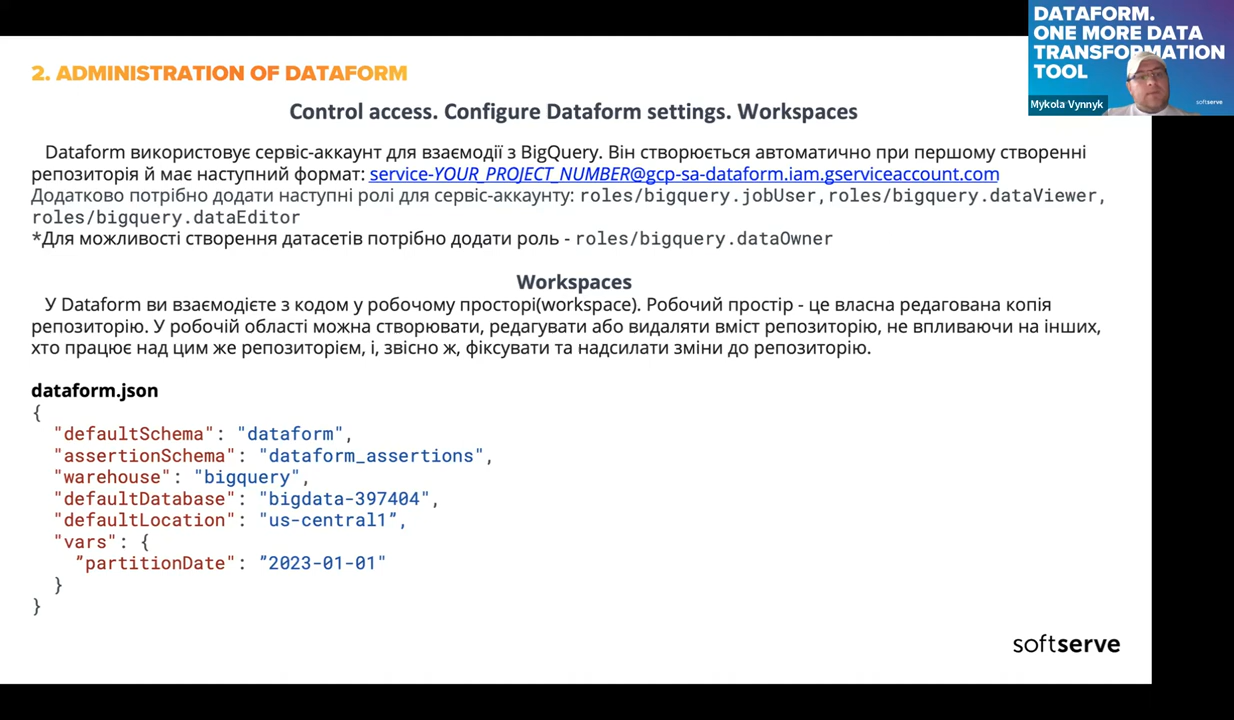 DATAFORM.
ONE MORE DATA
TRANSFORMATION
TOOL
Mykola Vynnyk
softserve
2. ADMINISTRATION OF DATAFORM
Control access. Configure Dataform settings. Workspaces
Dataform використовує сервіс-аккаунт для взаємодії з BigQuery. Він створюється автоматично при першому створенні
репозиторія й має наступний формат: service-YOUR_PROJECT_NUMBER@gcp-sa-dataform.iam.gserviceaccount.com
Додатково потрібно додати наступні ролі для сервіс-аккаунту: roles/bigquery.jobUser,roles/bigquery.dataViewer,
roles/bigquery.dataEditor
*Для можливості створення датасетів потрібно додати роль - roles/bigquery.dataOwner
Workspaces
У Dataform ви взаємодієте з кодом у робочому просторі(workspace). Робочий простір - це власна редагована копія
репозиторію. У робочій області можна створювати, редагувати або видаляти вміст репозиторію, не впливаючи на інших,
хто працює над цим же репозиторієм, і, звісно ж, фіксувати та надсилати зміни до репозиторію.
dataform.json
{
"defaultSchema": "dataform",
"assertionSchema": "dataform_assertions",
"warehouse": "bigquery",
"defaultDatabase": "bigdata-397404",
"defaultLocation": "us-central1”,
"vars": {
”partitionDate": ”2023-01-01"
}
}
softserve